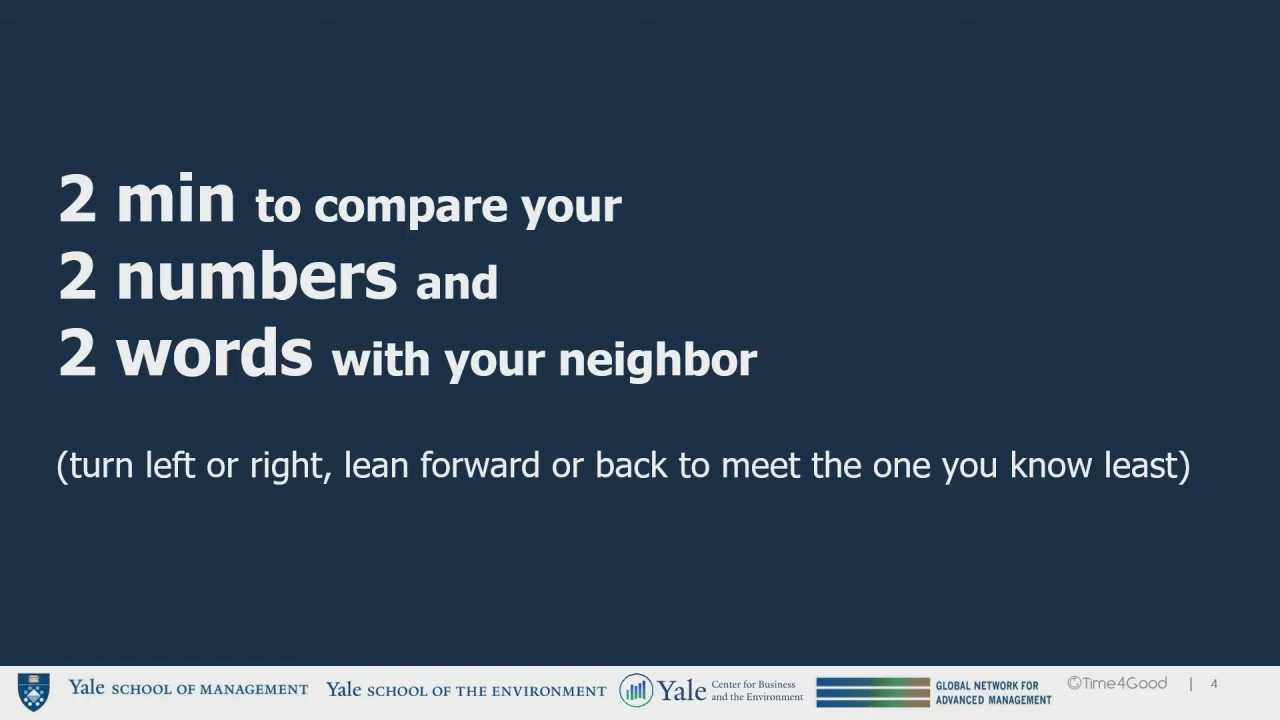 2 min to compare your
2 numbers and
2 words with your neighbor
(turn left or right, lean forward or back to meet the one you know least)
Yale SCHOOL OF MANAGEMENT
Yale SCHOOL OF THE ENVIRONMENT
Yale Center for Business
and the Environment
GLOBAL NETWORK FOR
ADVANCED MANAGEMENT
©Time4Good | 4